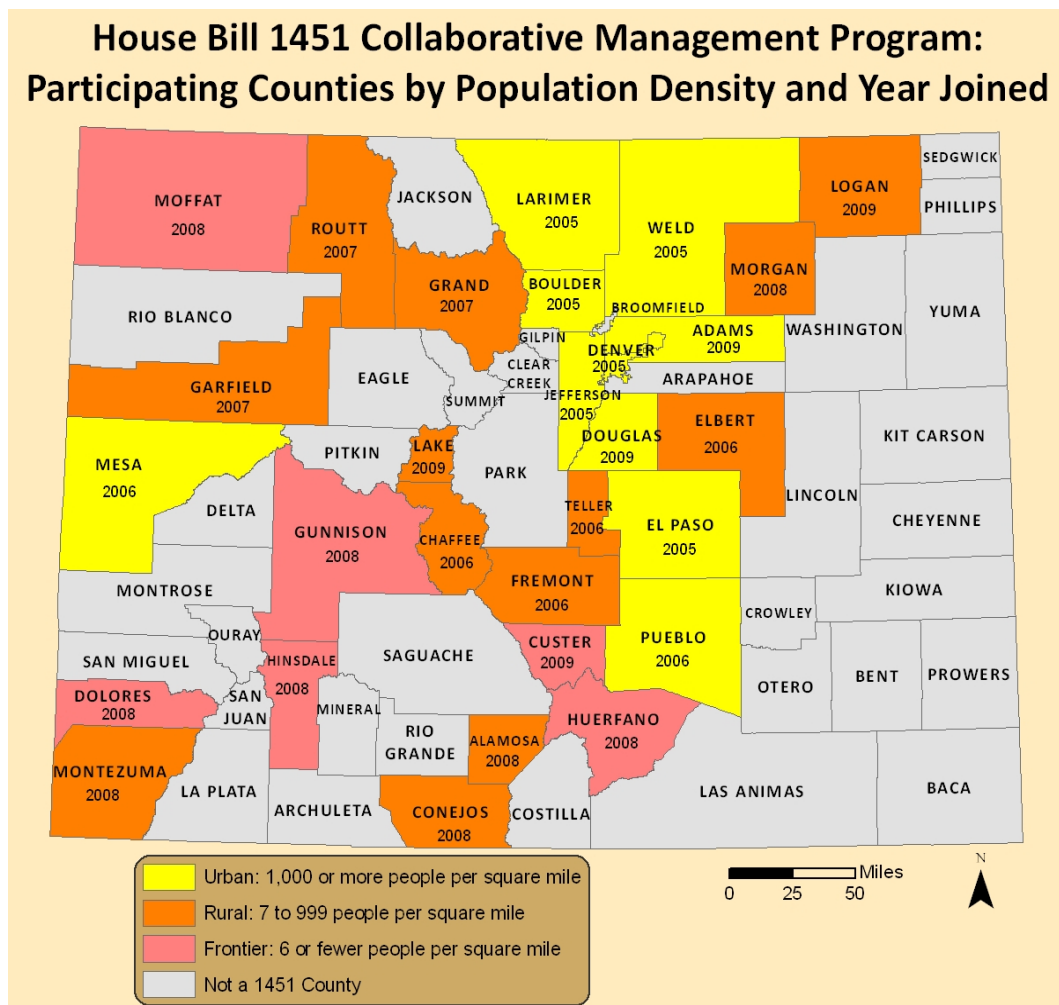 House Bill 1451 Collaborative Management Program:
Participating Counties by Population Density and Year Joined
MOFFAT
2008
ROUTT
2007
JACKSON
LARIMER
2005
WELD
2005
LOGAN
2009
SEDGWICK
PHILLIPS
GRAND
2007
BOULDER
2005
MORGAN
2008
RIO BLANCO
BROOMFIELD
WASHINGTON
YUMA
GILPIN
ADAMS
2009
DENVER
2005
CLEAR
CREEK
ARAPAHOE
GARFIELD
2007
EAGLE
SUMMIT
JEFFERSON
2005
DOUGLAS
2009
ELBERT
2006
KIT CARSON
MESA
2006
PITKIN
LAKE
2009
PARK
LINCOLN
DELTA
GUNNISON
2008
CHAFFEE
2006
TELLER
2006
EL PASO
2005
CHEYENNE
MONTROSE
FREMONT
2006
KIOWA
CROWLEY
OURAY
SAN MIGUEL
HINSDALE
2008
SAGUACHE
CUSTER
2009
PUEBLO
2006
OTERO
BENT
PROWERS
DOLORES
2008
SAN
JUAN
MINERAL
RIO
GRANDE
ALAMOSA
2008
HUERFANO
2008
MONTEZUMA
2008
LA PLATA
ARCHULETA
CONEJOS
2008
COSTILLA
LAS ANIMAS
BACA
Urban: 1,000 or more people per square mile
Rural: 7 to 999 people per square mile
Frontier: 6 or fewer people per square mile
Not a 1451 County
Miles
0 25 50
N